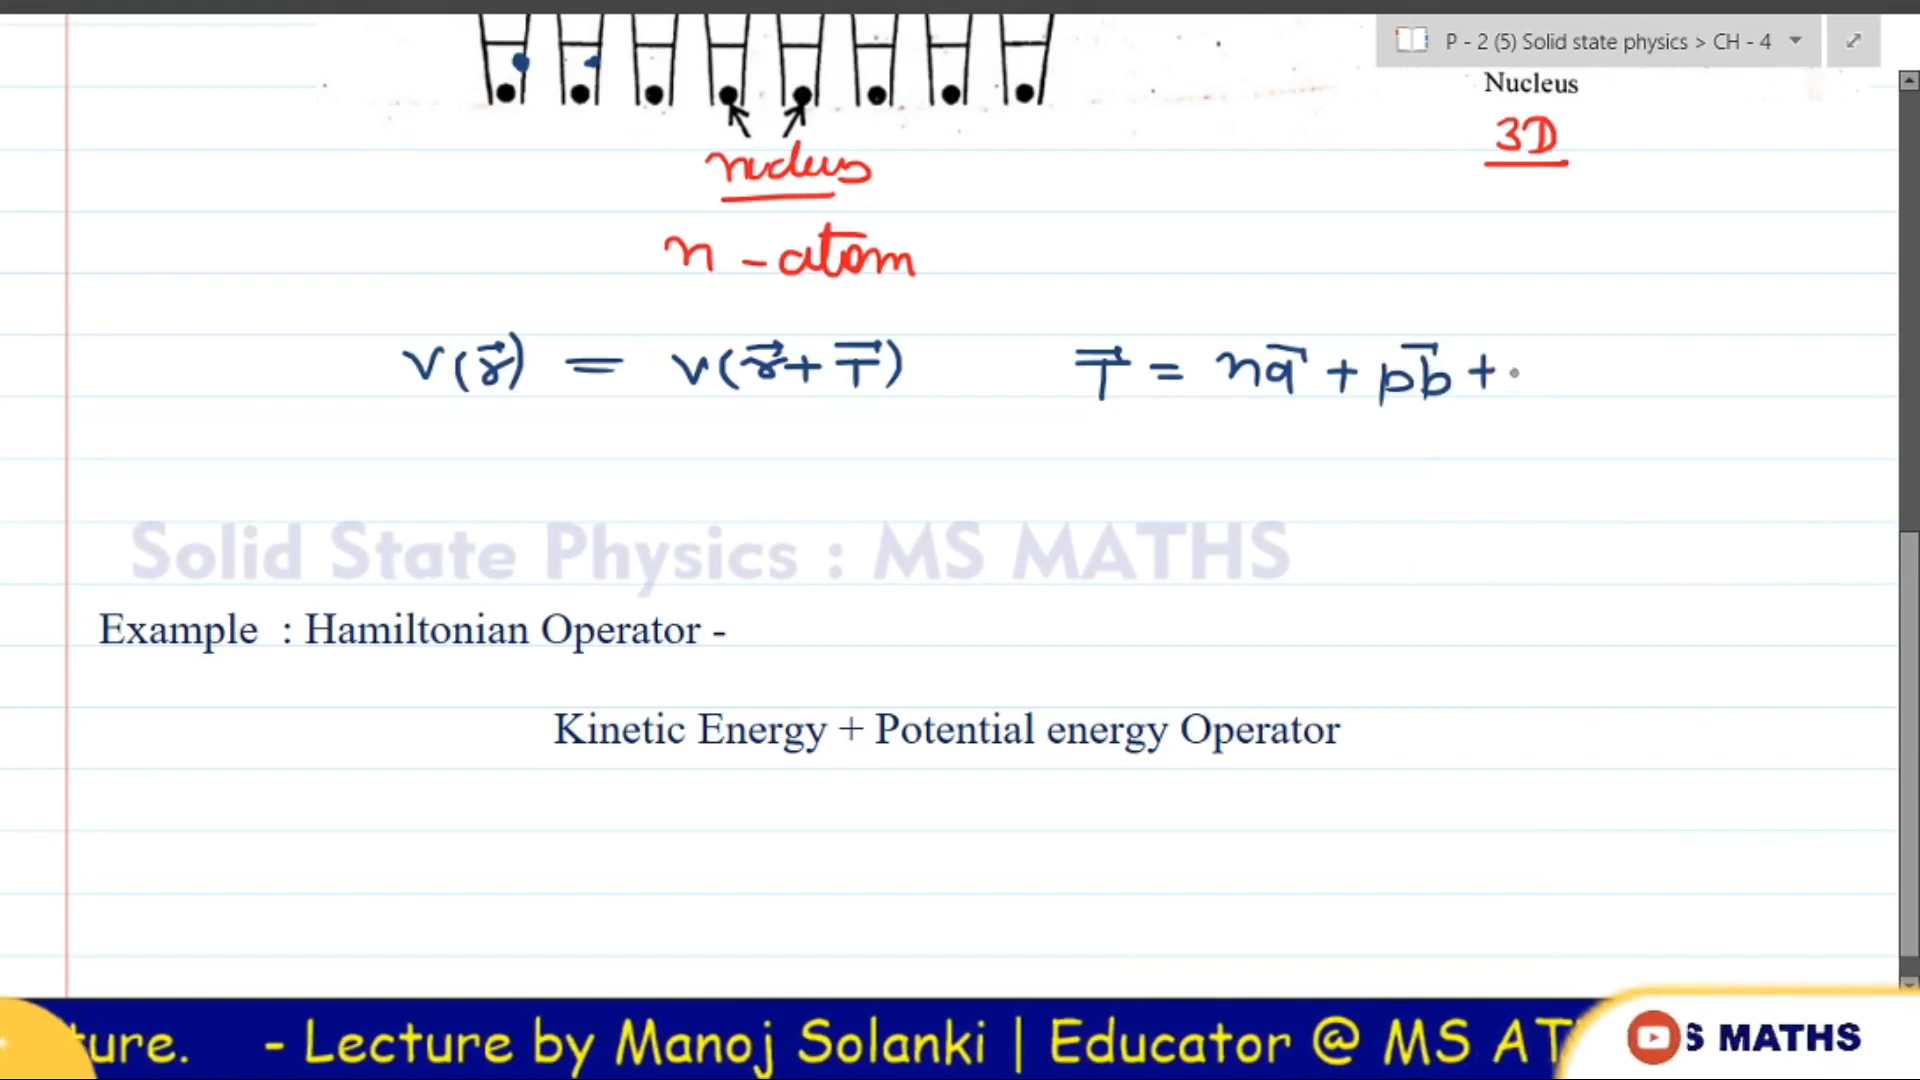 P - 2 (5) Solid state physics > CH - 4
Nucleus
3D
nucleus
n - atom
V(r⃗) = V(r⃗ + T⃗)    T⃗ = na⃗ + pb⃗ +
Solid State Physics : MS MATHS
Example : Hamiltonian Operator -
Kinetic Energy + Potential energy Operator
ture. - Lecture by Manoj Solanki | Educator @ MS AT
S MATHS